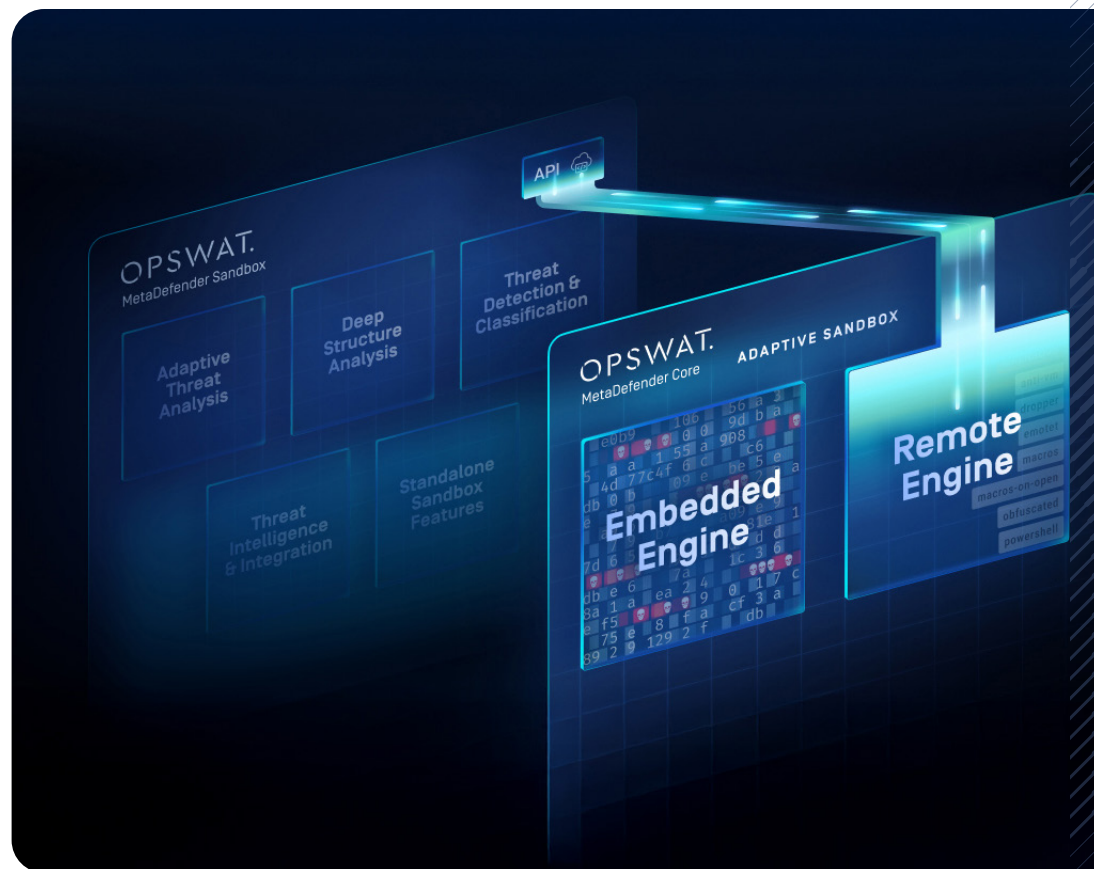 API
OPSWAT.
MetaDefender Sandbox
Adaptive
Threat
Analysis
Deep
Structure
Analysis
Threat
Detection &
Classification
Threat
Intelligence
& Integration
Standalone
Sandbox
Features
OPSWAT.
MetaDefender Core
ADAPTIVE SANDBOX
Embedded
Engine
Remote
Engine
dropper
emotet
macros
macros-on-open
obfuscated
powershell